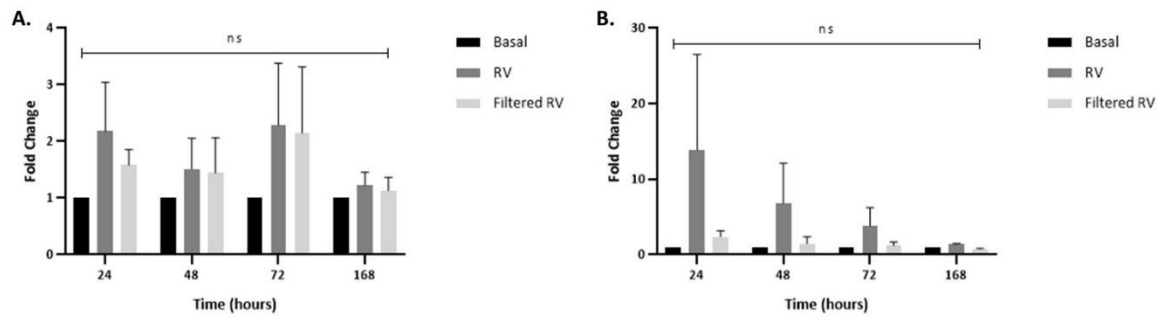 A.
4
3
2
1
0
Fold Change
ns
24 48 72 168
Time (hours)
Basal
RV
Filtered RV
B.
30
20
10
0
Fold Change
ns
24 48 72 168
Time (hours)
Basal
RV
Filtered RV